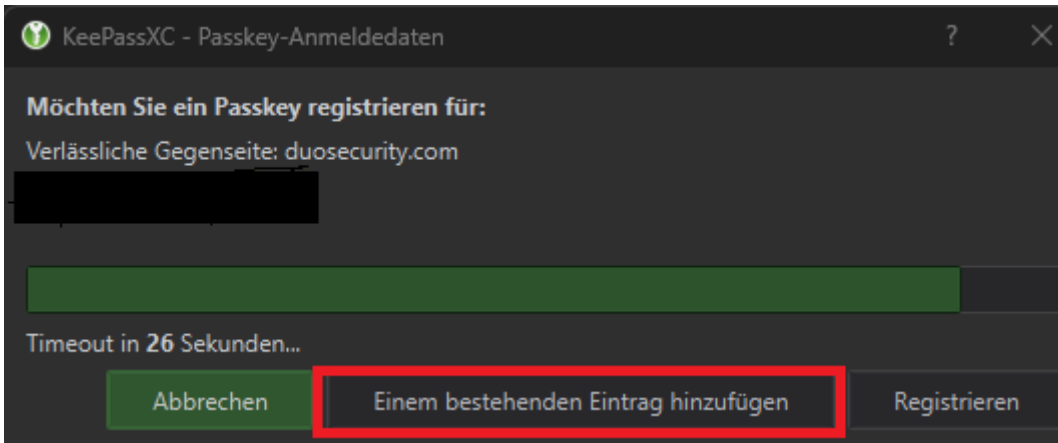 KeePassXC - Passkey-Anmeldedaten ?
Möchten Sie ein Passkey registrieren für:
Verlässliche Gegenseite: duosecurity.com
Timeout in 26 Sekunden...
Abbrechen Einem bestehenden Eintrag hinzufügen Registrieren